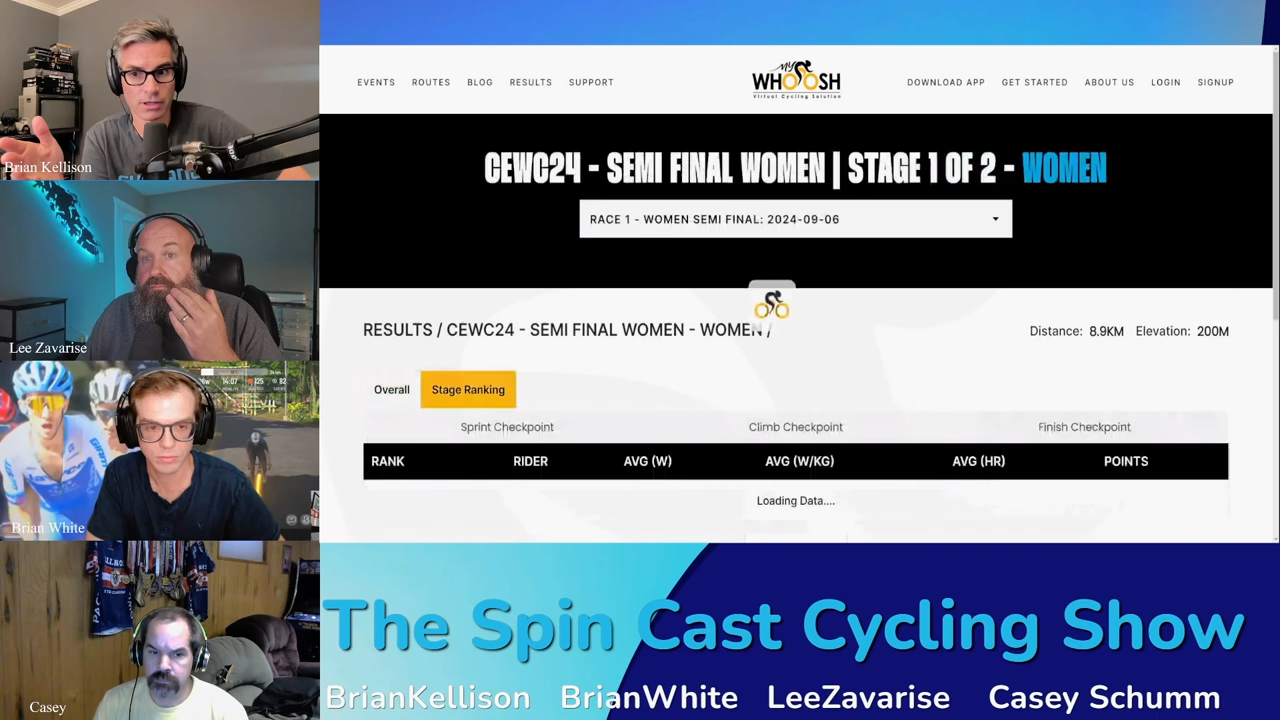 Brian Kellison
Lee Zavarise
Brian White
Casey
EVENTS ROUTES BLOG RESULTS SUPPORT
my
WHOOSH
Virtual Cycling Solution
DOWNLOAD APP GET STARTED ABOUT US LOGIN SIGNUP
CEWC24 - SEMI FINAL WOMEN | STAGE 1 OF 2 - WOMEN
RACE 1 - WOMEN SEMI FINAL: 2024-09-06
RESULTS / CEWC24 - SEMI FINAL WOMEN - WOMEN /
Distance: 8.9KM Elevation: 200M
Overall Stage Ranking
Sprint Checkpoint Climb Checkpoint Finish Checkpoint
RANK RIDER AVG (W) AVG (W/KG) AVG (HR) POINTS
Loading Data....
The Spin Cast Cycling Show
BrianKellison BrianWhite LeeZavarise Casey Schumm